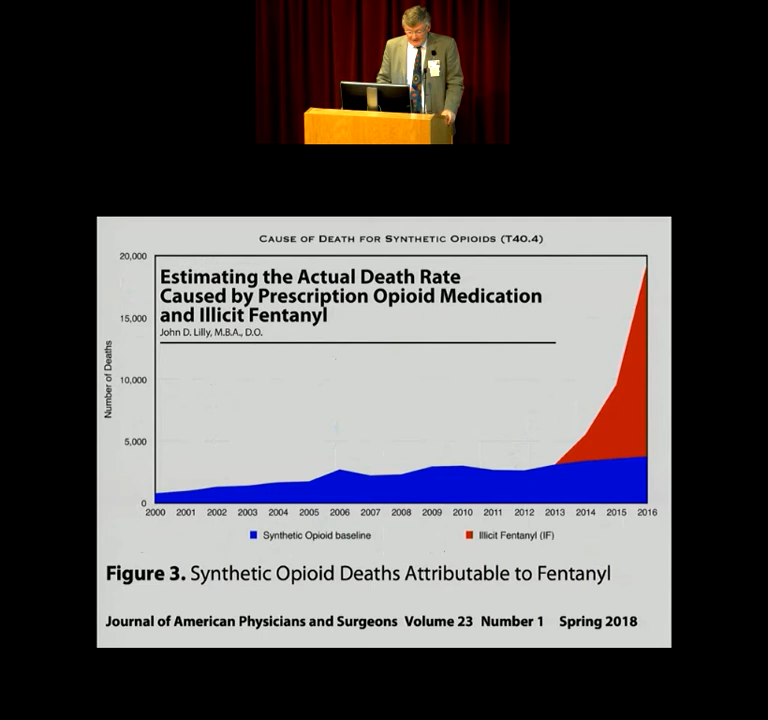 CAUSE OF DEATH FOR SYNTHETIC OPIOIDS (T40.4)
20,000
Estimating the Actual Death Rate
Caused by Prescription Opioid Medication
and Illicit Fentanyl
John D. Lilly, M.B.A., D.O.
15,000
Number of Deaths
10,000
5,000
0
2000 2001 2002 2003 2004 2005 2006 2007 2008 2009 2010 2011 2012 2013 2014 2015 2016
Synthetic Opioid baseline Illicit Fentanyl (IF)
Figure 3. Synthetic Opioid Deaths Attributable to Fentanyl
Journal of American Physicians and Surgeons Volume 23 Number 1 Spring 2018